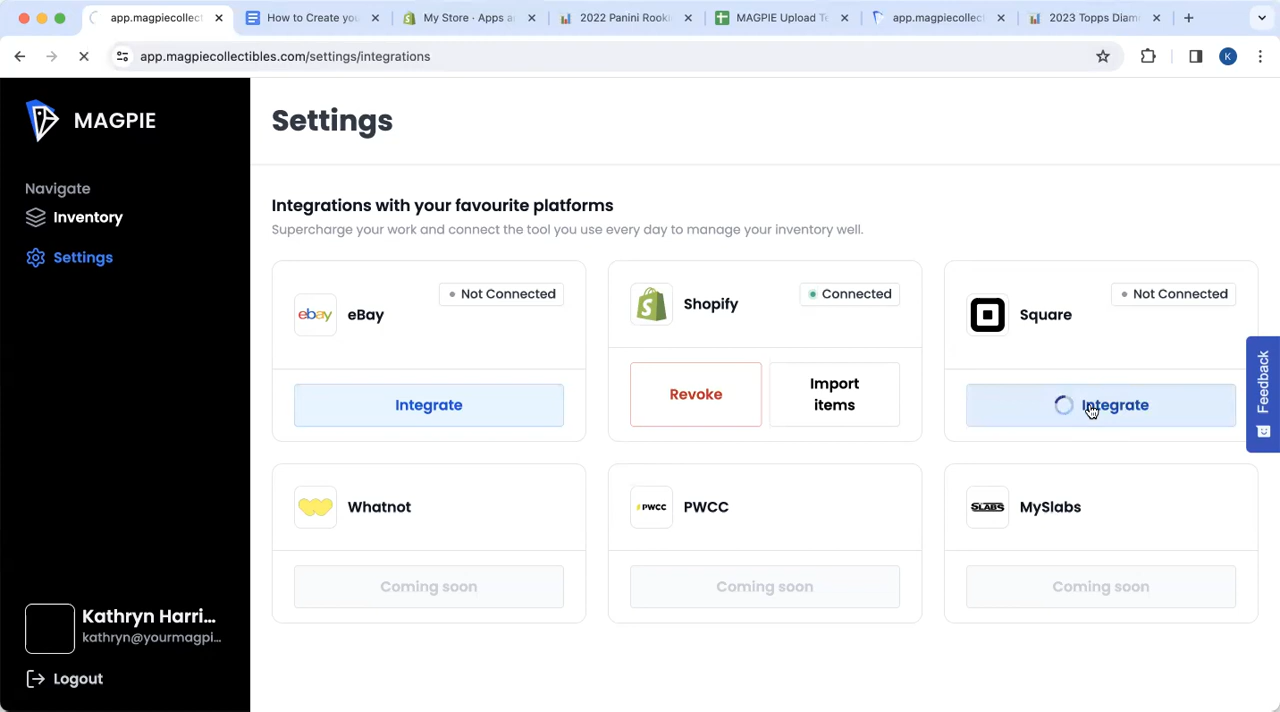 app.magpiecollect
How to Create you
My Store · Apps a
2022 Panini Rooki
MAGPIE Upload Te
app.magpiecollect
2023 Topps Diam
app.magpiecollectibles.com/settings/integrations
K
MAGPIE
Settings
Navigate
Inventory
Settings
Integrations with your favourite platforms
Supercharge your work and connect the tool you use every day to manage your inventory well.
ebay
eBay
Not Connected
Shopify
Connected
Square
Not Connected
Integrate
Revoke
Import
items
Integrate
Feedback
Whatnot
PWCC
PWCC
SLABS
MySlabs
Coming soon
Coming soon
Coming soon
Kathryn Harri...
kathryn@yourmagpi...
Logout